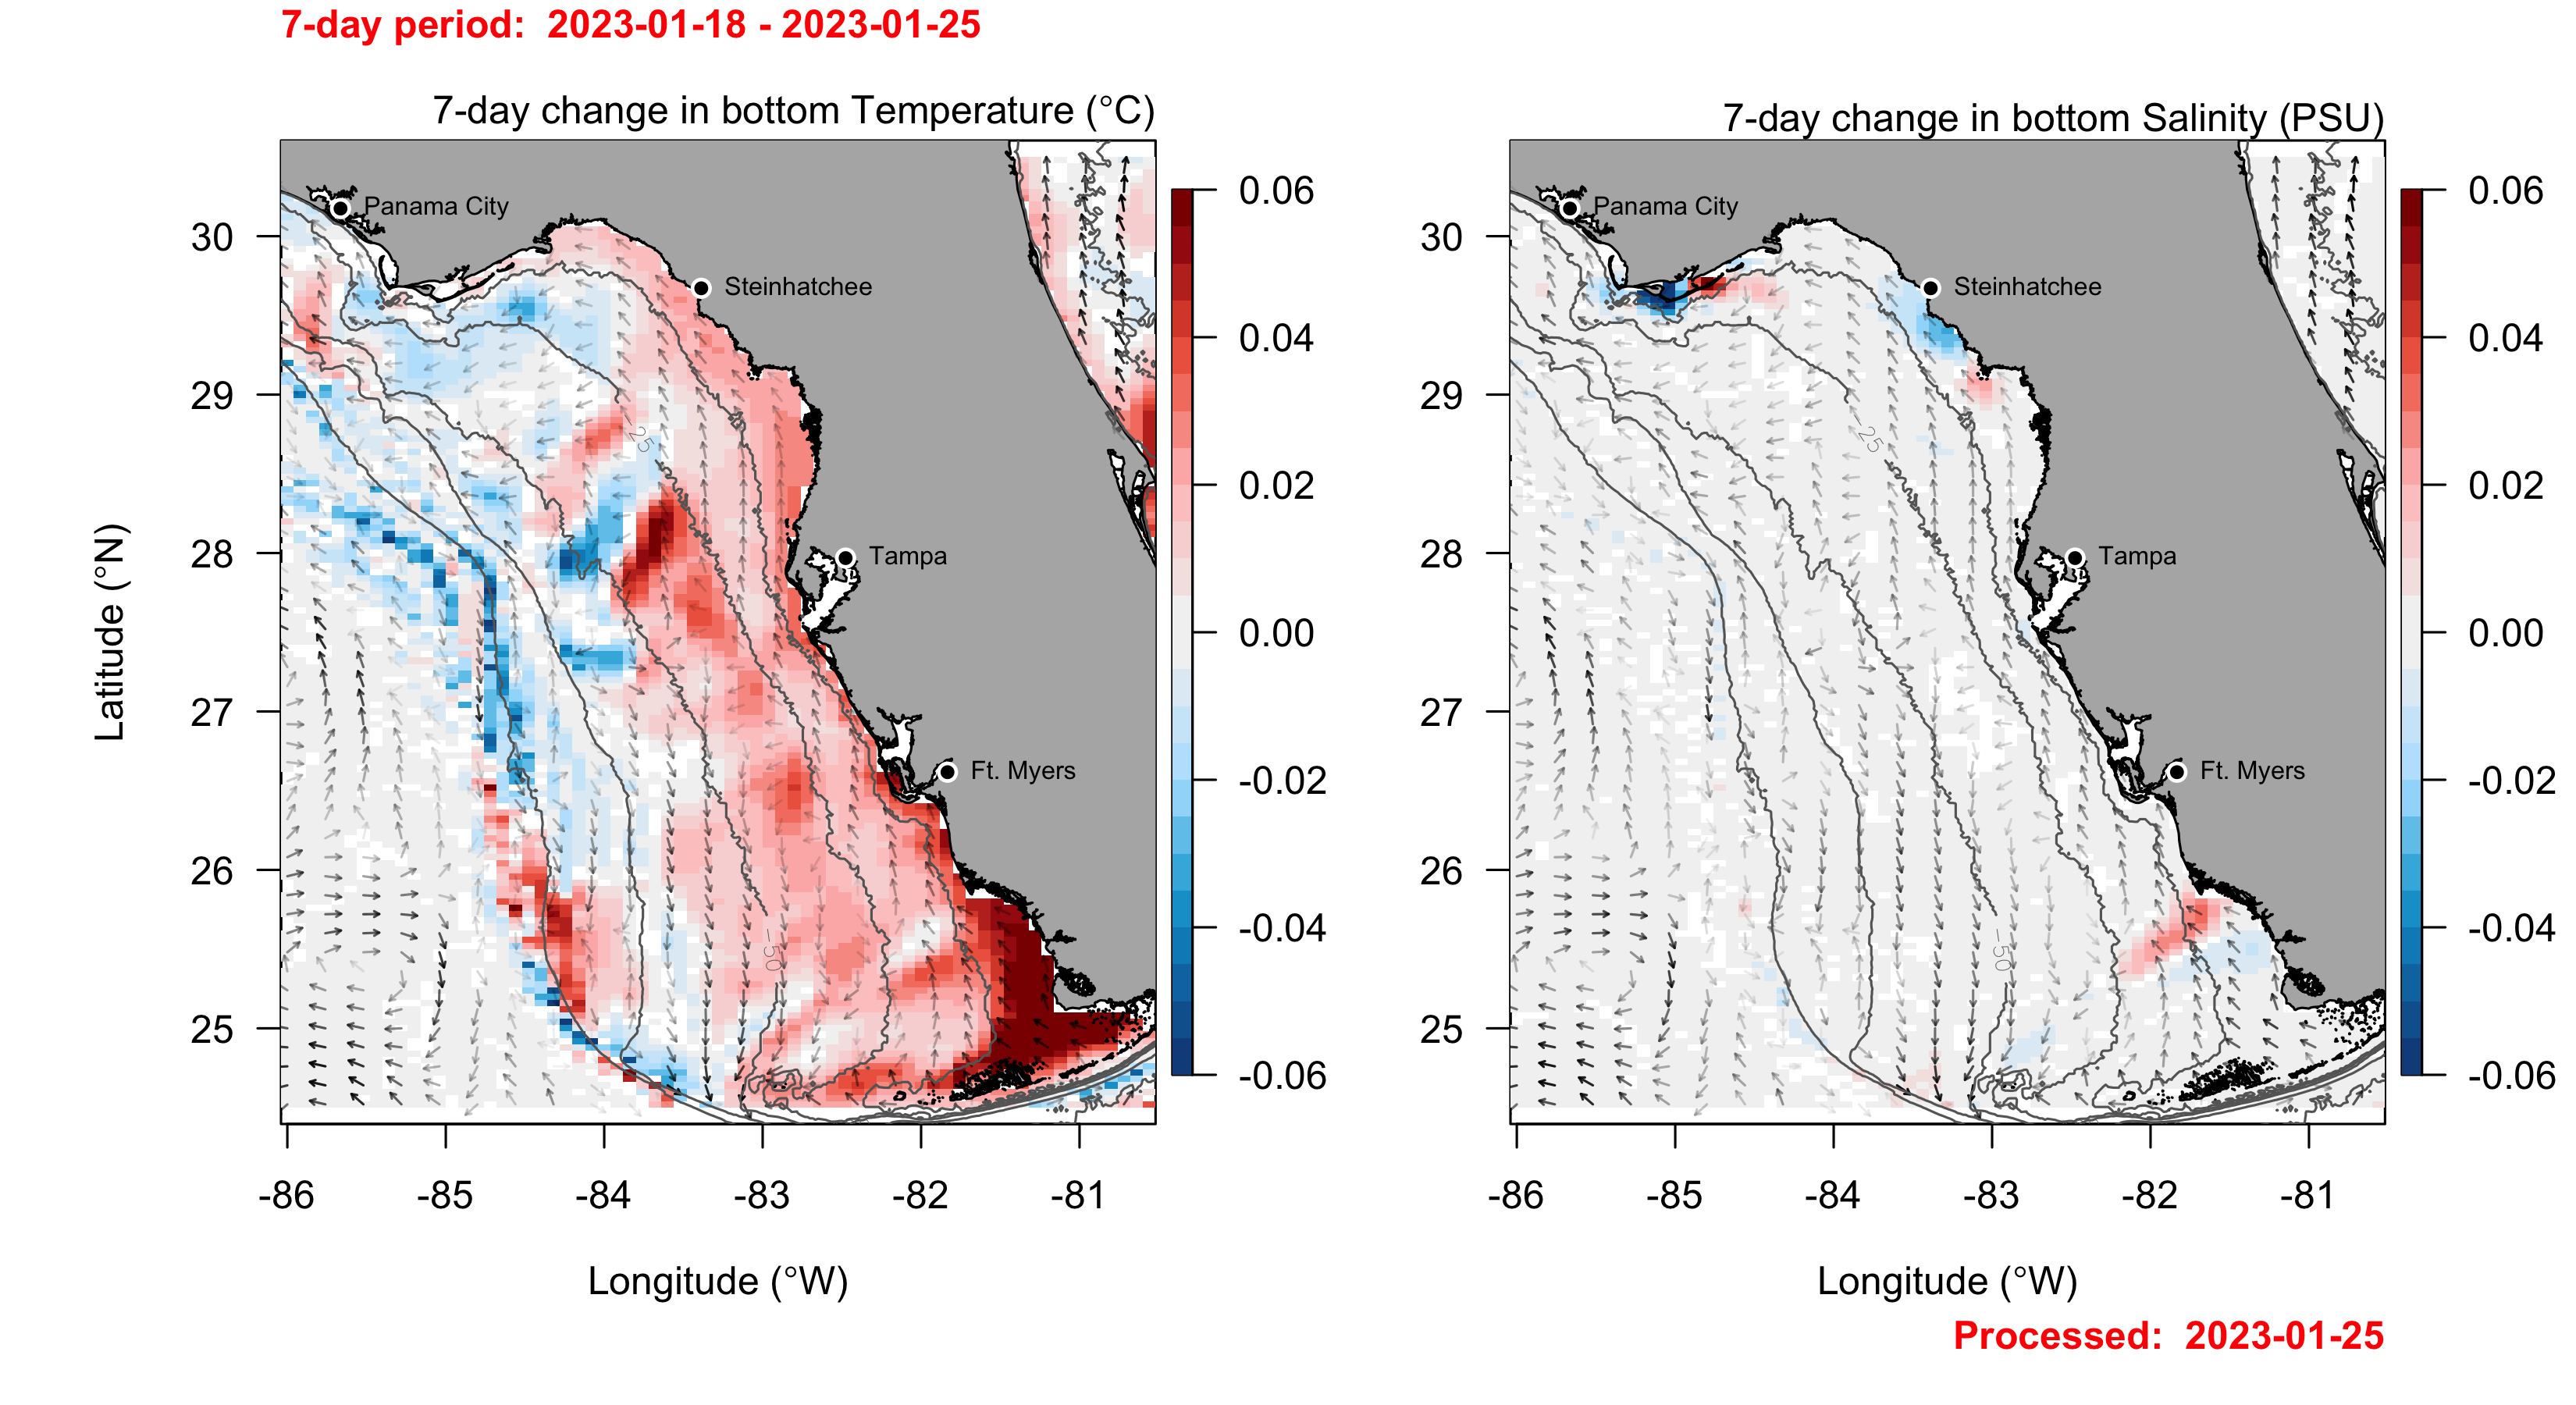 7-day period:  2023-01-18 - 2023-01-25
7-day change in bottom Temperature (°C)
Panama City
Steinhatchee
Tampa
Ft. Myers
-25
-50
30
29
28
27
26
25
Latitude (°N)
-86 -85 -84 -83 -82 -81
Longitude (°W)
0.06
0.04
0.02
0.00
-0.02
-0.04
-0.06
7-day change in bottom Salinity (PSU)
Panama City
Steinhatchee
Tampa
Ft. Myers
-25
-50
30
29
28
27
26
25
-86 -85 -84 -83 -82 -81
Longitude (°W)
0.06
0.04
0.02
0.00
-0.02
-0.04
-0.06
Processed:  2023-01-25